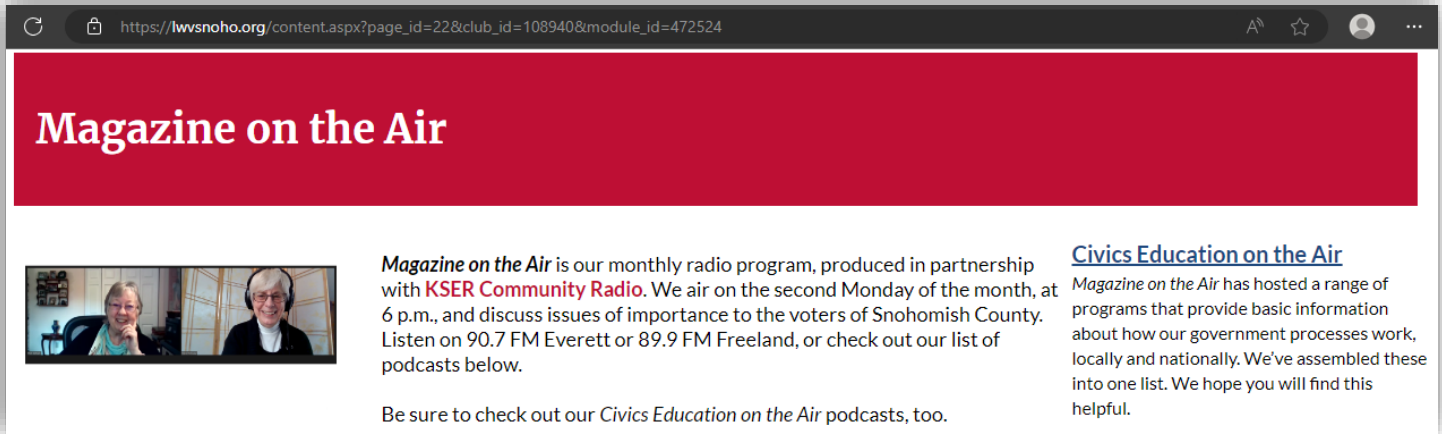 https://lwvsnoho.org/content.aspx?page_id=22&club_id=108940&module_id=472524
Magazine on the Air
Magazine on the Air is our monthly radio program, produced in partnership
with KSER Community Radio. We air on the second Monday of the month, at
6 p.m., and discuss issues of importance to the voters of Snohomish County.
Listen on 90.7 FM Everett or 89.9 FM Freeland, or check out our list of
podcasts below.
Be sure to check out our Civics Education on the Air podcasts, too.
Civics Education on the Air
Magazine on the Air has hosted a range of
programs that provide basic information
about how our government processes work,
locally and nationally. We’ve assembled these
into one list. We hope you will find this
helpful.